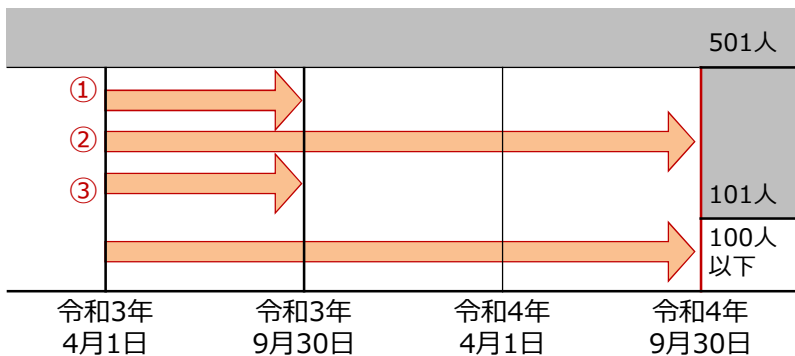 501人
①
②
③
101人
100人
以下
令和3年
4月1日
令和3年
9月30日
令和4年
4月1日
令和4年
9月30日